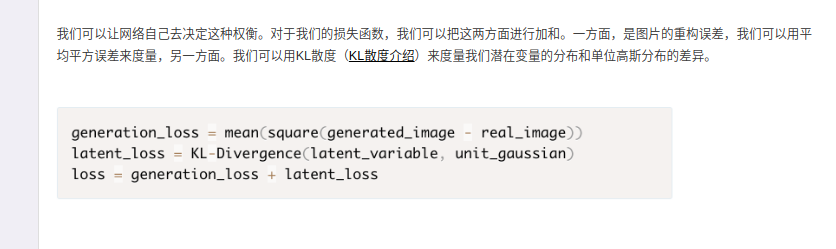 我们可以让网络自己去决定这种权衡。对于我们的损失函数，我们可以把这两方面进行加和。一方面，是图片的重构误差，我们可以用平
均平方误差来度量，另一方面。我们可以用KL散度（KL散度介绍）来度量我们潜在变量的分布和单位高斯分布的差异。
generation_loss = mean(square(generated_image - real_image))
latent_loss = KL-Divergence(latent_variable, unit_gaussian)
loss = generation_loss + latent_loss